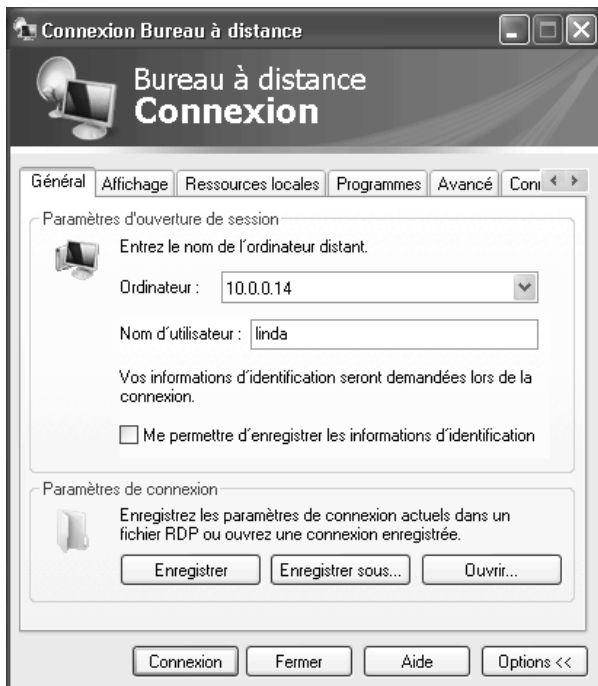 Connexion Bureau à distance
Bureau à distance
Connexion
Général Affichage Ressources locales Programmes Avancé
Paramètres d'ouverture de session
Entrez le nom de l'ordinateur distant.
Ordinateur : 10.0.0.14
Nom d'utilisateur : linda
Vos informations d'identification seront demandées lors de la
connexion.
Me permettre d'enregistrer les informations d'identification
Paramètres de connexion
Enregistrez les paramètres de connexion actuels dans un
fichier RDP ou ouvrez une connexion enregistrée.
Enregistrer Enregistrer sous... Ouvrir...
Connexion Fermer Aide Options <<